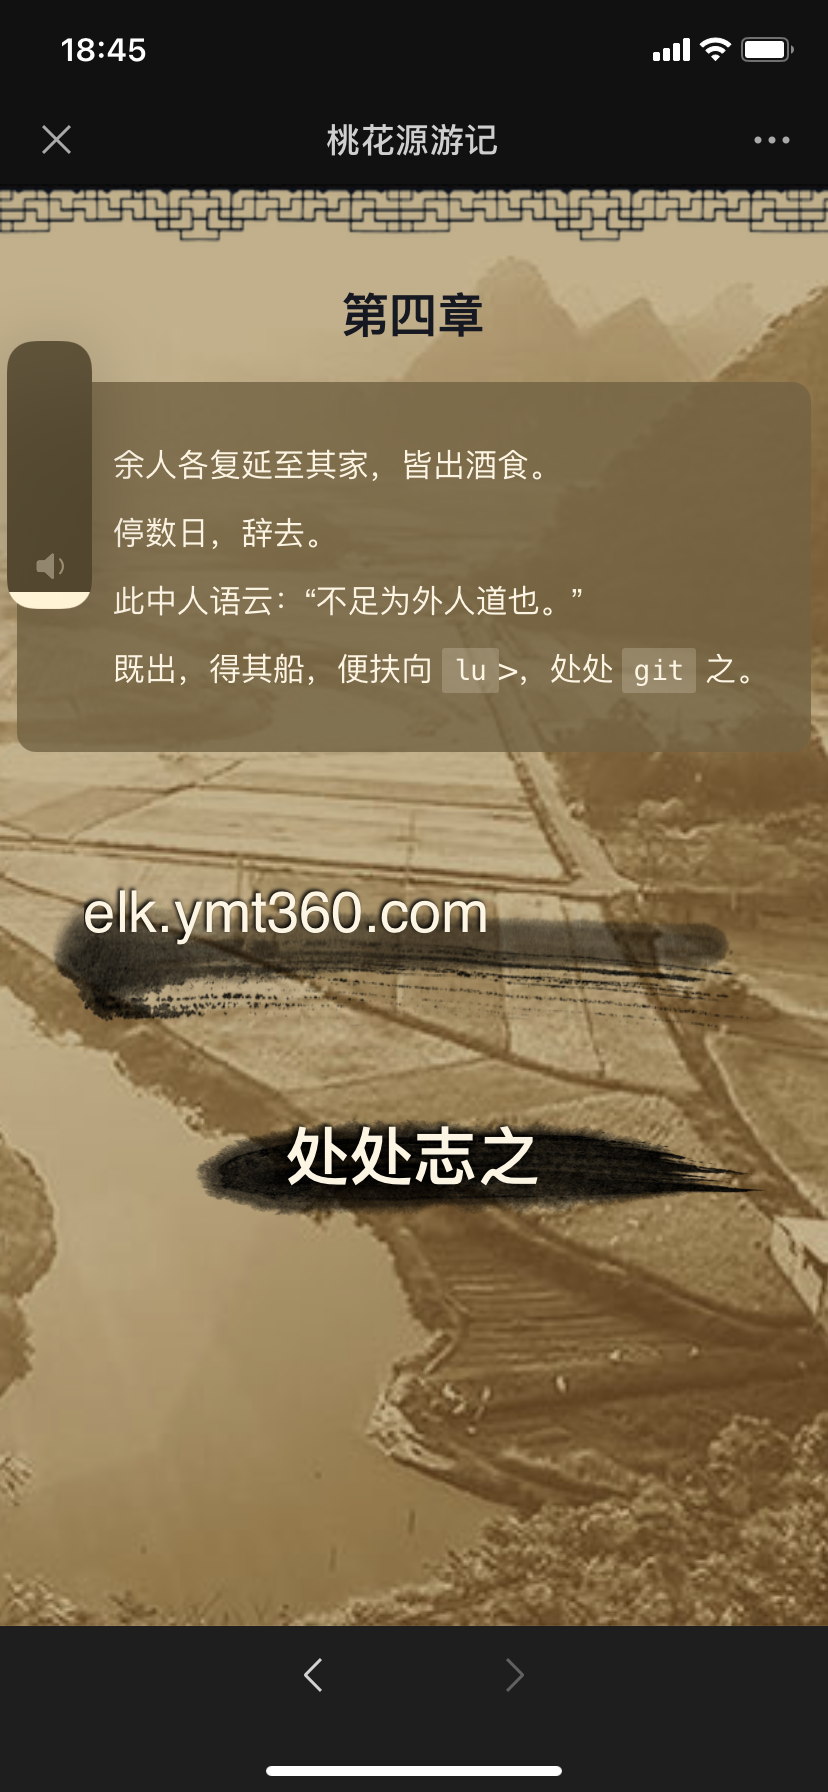 18:45
桃花源游记
第四章
余人各复延至其家，皆出酒食。
停数日，辞去。
此中人语云：“不足为外人道也。”
既出，得其船，便扶向 lu >，处处 git 之。
elk.ymt360.com
处处志之